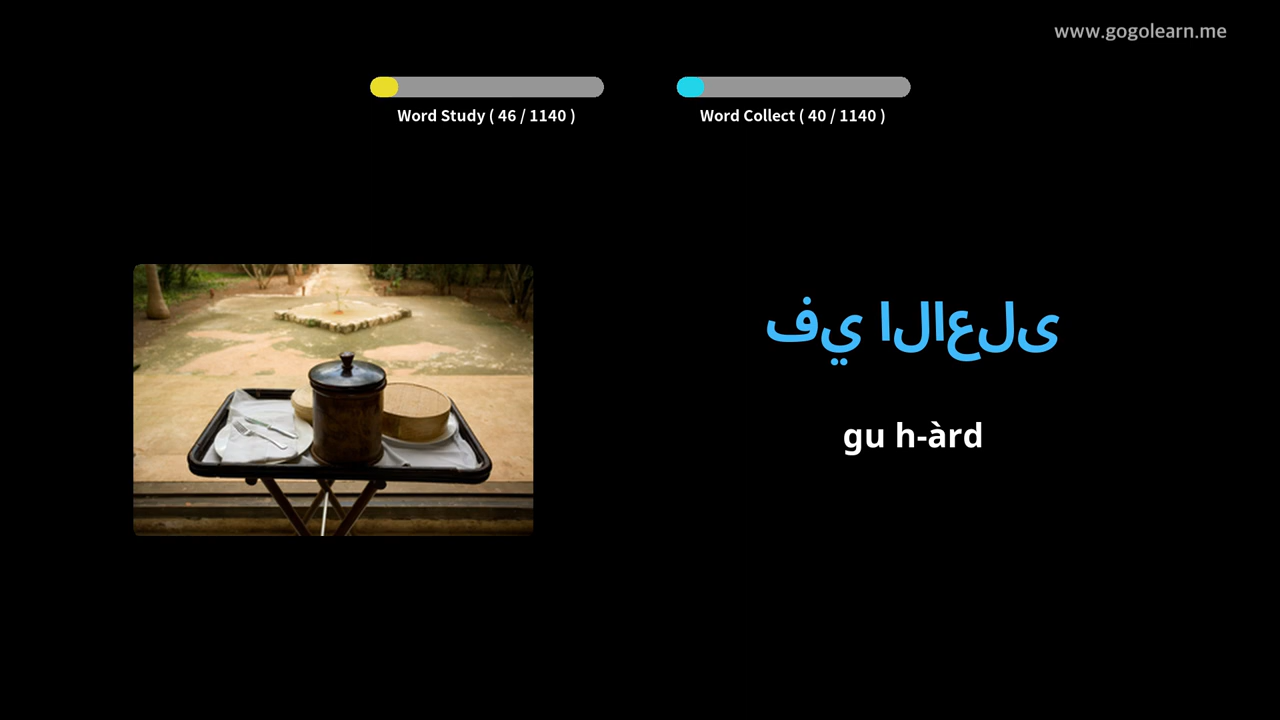 www.gogolearn.me
Word Study ( 46 / 1140 )
Word Collect ( 40 / 1140 )
في الاعلى
gu h-àrd